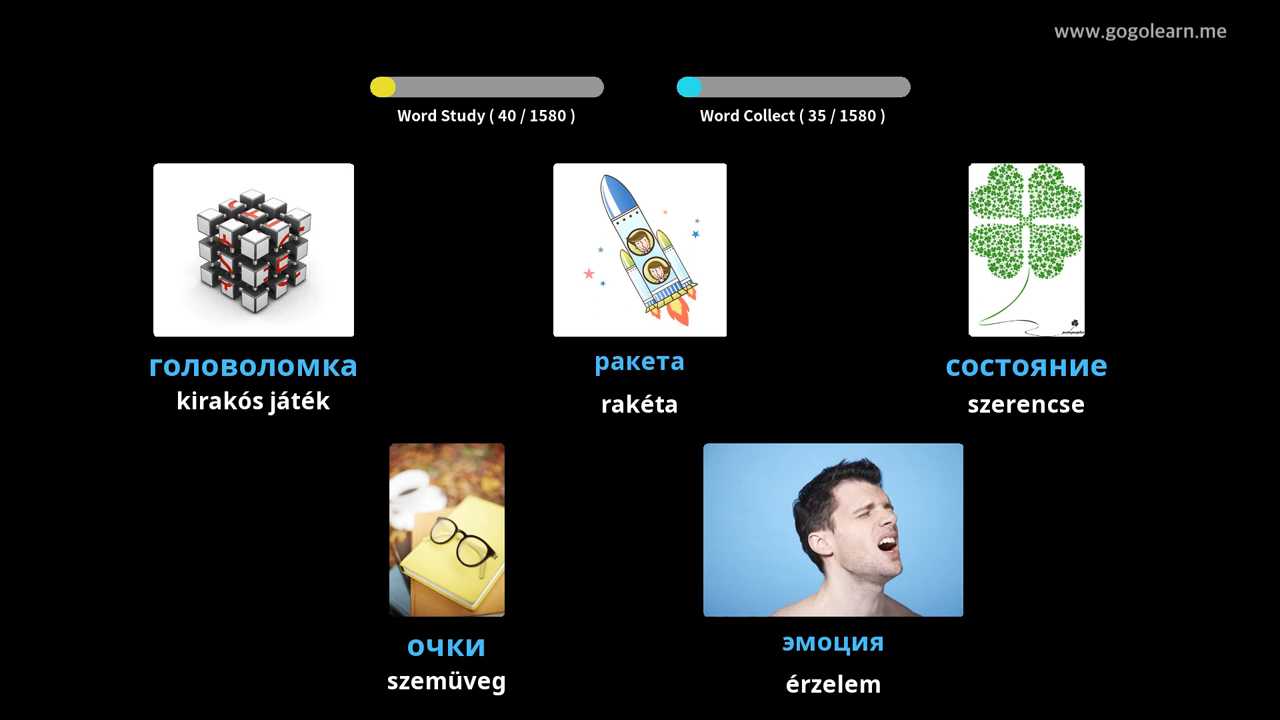 www.gogolearn.me
Word Study ( 40 / 1580 )
Word Collect ( 35 / 1580 )
головоломка
kirakós játék
ракета
rakéta
состояние
szerencse
очки
szemüveg
эмоция
érzelem